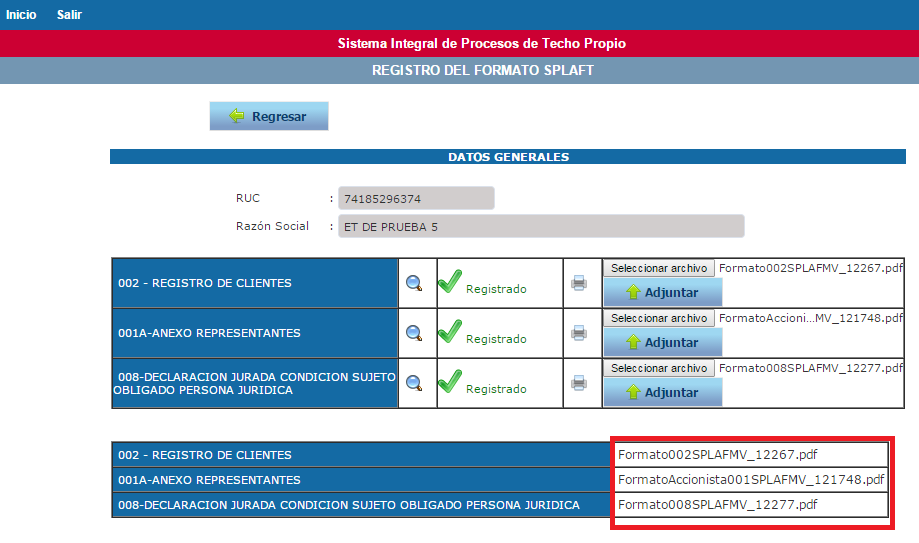 Inicio Salir
Sistema Integral de Procesos de Techo Propio
REGISTRO DEL FORMATO SPLAFT
Regresar
DATOS GENERALES
RUC : 74185296374
Razón Social : ET DE PRUEBA 5
002 - REGISTRO DE CLIENTES Registrado Seleccionar archivo Formato002SPLAFMV_12267.pdf
Adjuntar
001A-ANEXO REPRESENTANTES Registrado Seleccionar archivo FormatoAccioni...MV_121748.pdf
Adjuntar
008-DECLARACION JURADA CONDICION SUJETO
OBLIGADO PERSONA JURIDICA Registrado Seleccionar archivo Formato008SPLAFMV_12277.pdf
Adjuntar
002 - REGISTRO DE CLIENTES Formato002SPLAFMV_12267.pdf
001A-ANEXO REPRESENTANTES FormatoAccionista001SPLAFMV_121748.pdf
008-DECLARACION JURADA CONDICION SUJETO OBLIGADO PERSONA JURIDICA Formato008SPLAFMV_12277.pdf